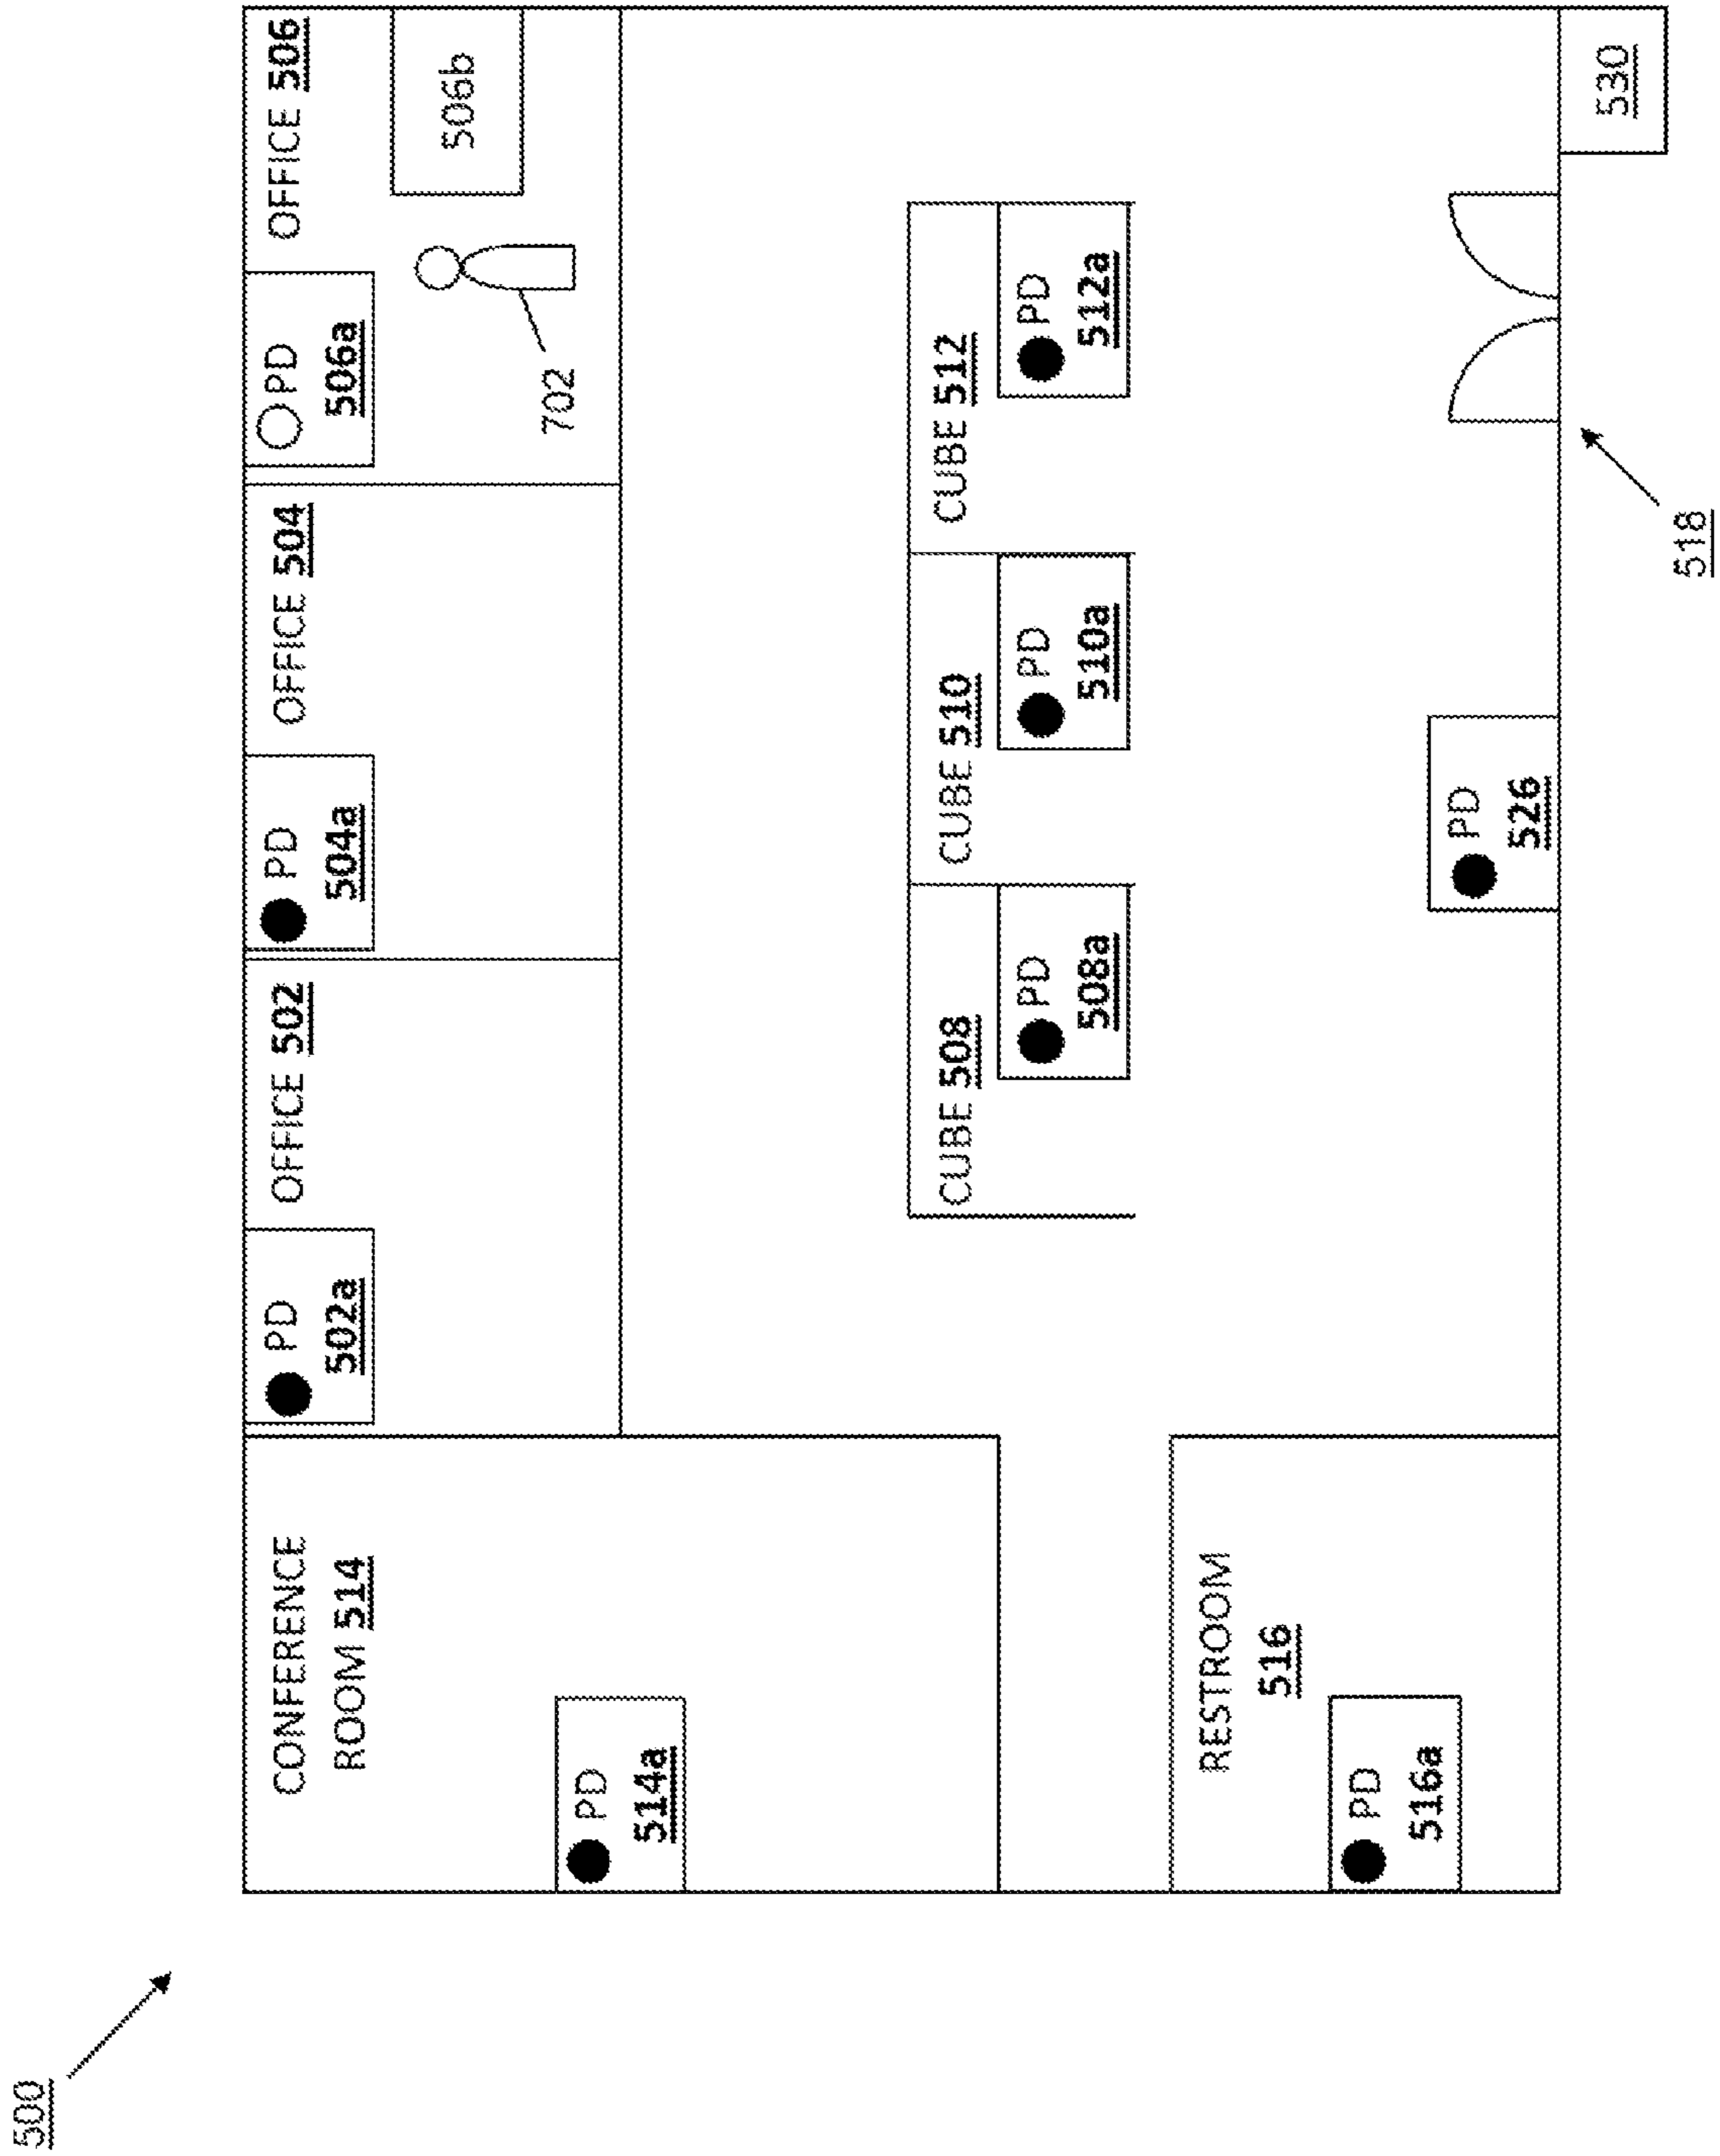 500
CONFERENCE
ROOM 514
PD
514a
RESTROOM
516
PD
516a
PD
502a
OFFICE 502
PD
504a
OFFICE 504
PD
506a
OFFICE 506
506b
702
CUBE 508
PD
508a
CUBE 510
PD
510a
CUBE 512
PD
512a
PD
526
518
530